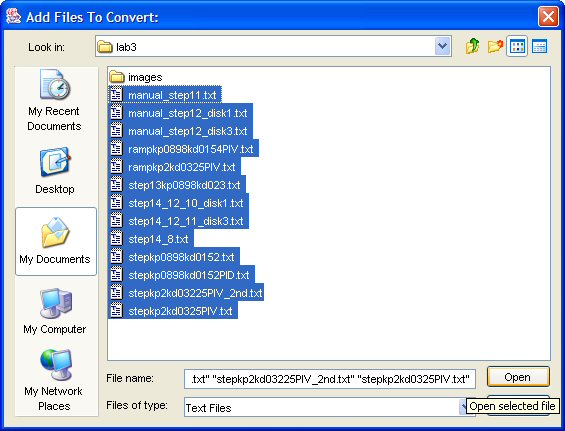 Add Files To Convert:
Look in:
lab3
My Recent
Documents
Desktop
My Documents
My Computer
My Network
Places
images
manual_step11.txt
manual_step12_disk1.txt
manual_step12_disk3.txt
rampkp0898kd0154PIV.txt
rampkp2kd0325PIV.txt
step13kp0898kd023.txt
step14_12_10_disk1.txt
step14_12_11_disk3.txt
step14_8.txt
stepkp0898kd0152.txt
stepkp0898kd0152PID.txt
stepkp2kd03225PIV_2nd.txt
stepkp2kd0325PIV.txt
File name:
.txt" "stepkp2kd03225PIV_2nd.txt" "stepkp2kd0325PIV.txt"
Open
Files of type:
Text Files
Open selected file